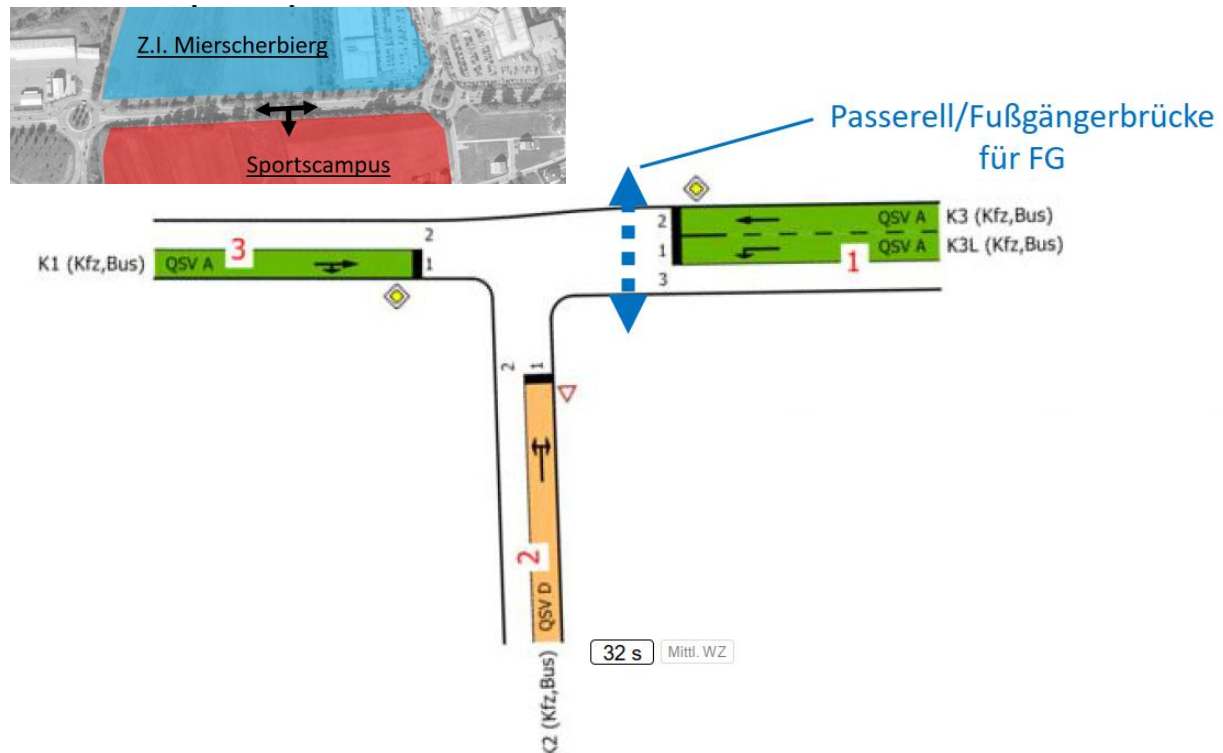 Z.I. Mierscherbierg
Sportscampus
Passerell/Fußgängerbrücke
für FG
K1 (Kfz,Bus)
QSV A
3
2
1
2
1
3
QSV A
K3 (Kfz,Bus)
QSV A
K3L (Kfz,Bus)
1
2
1
2
QSV D
K2 (Kfz,Bus)
32 s
Mittl. WZ